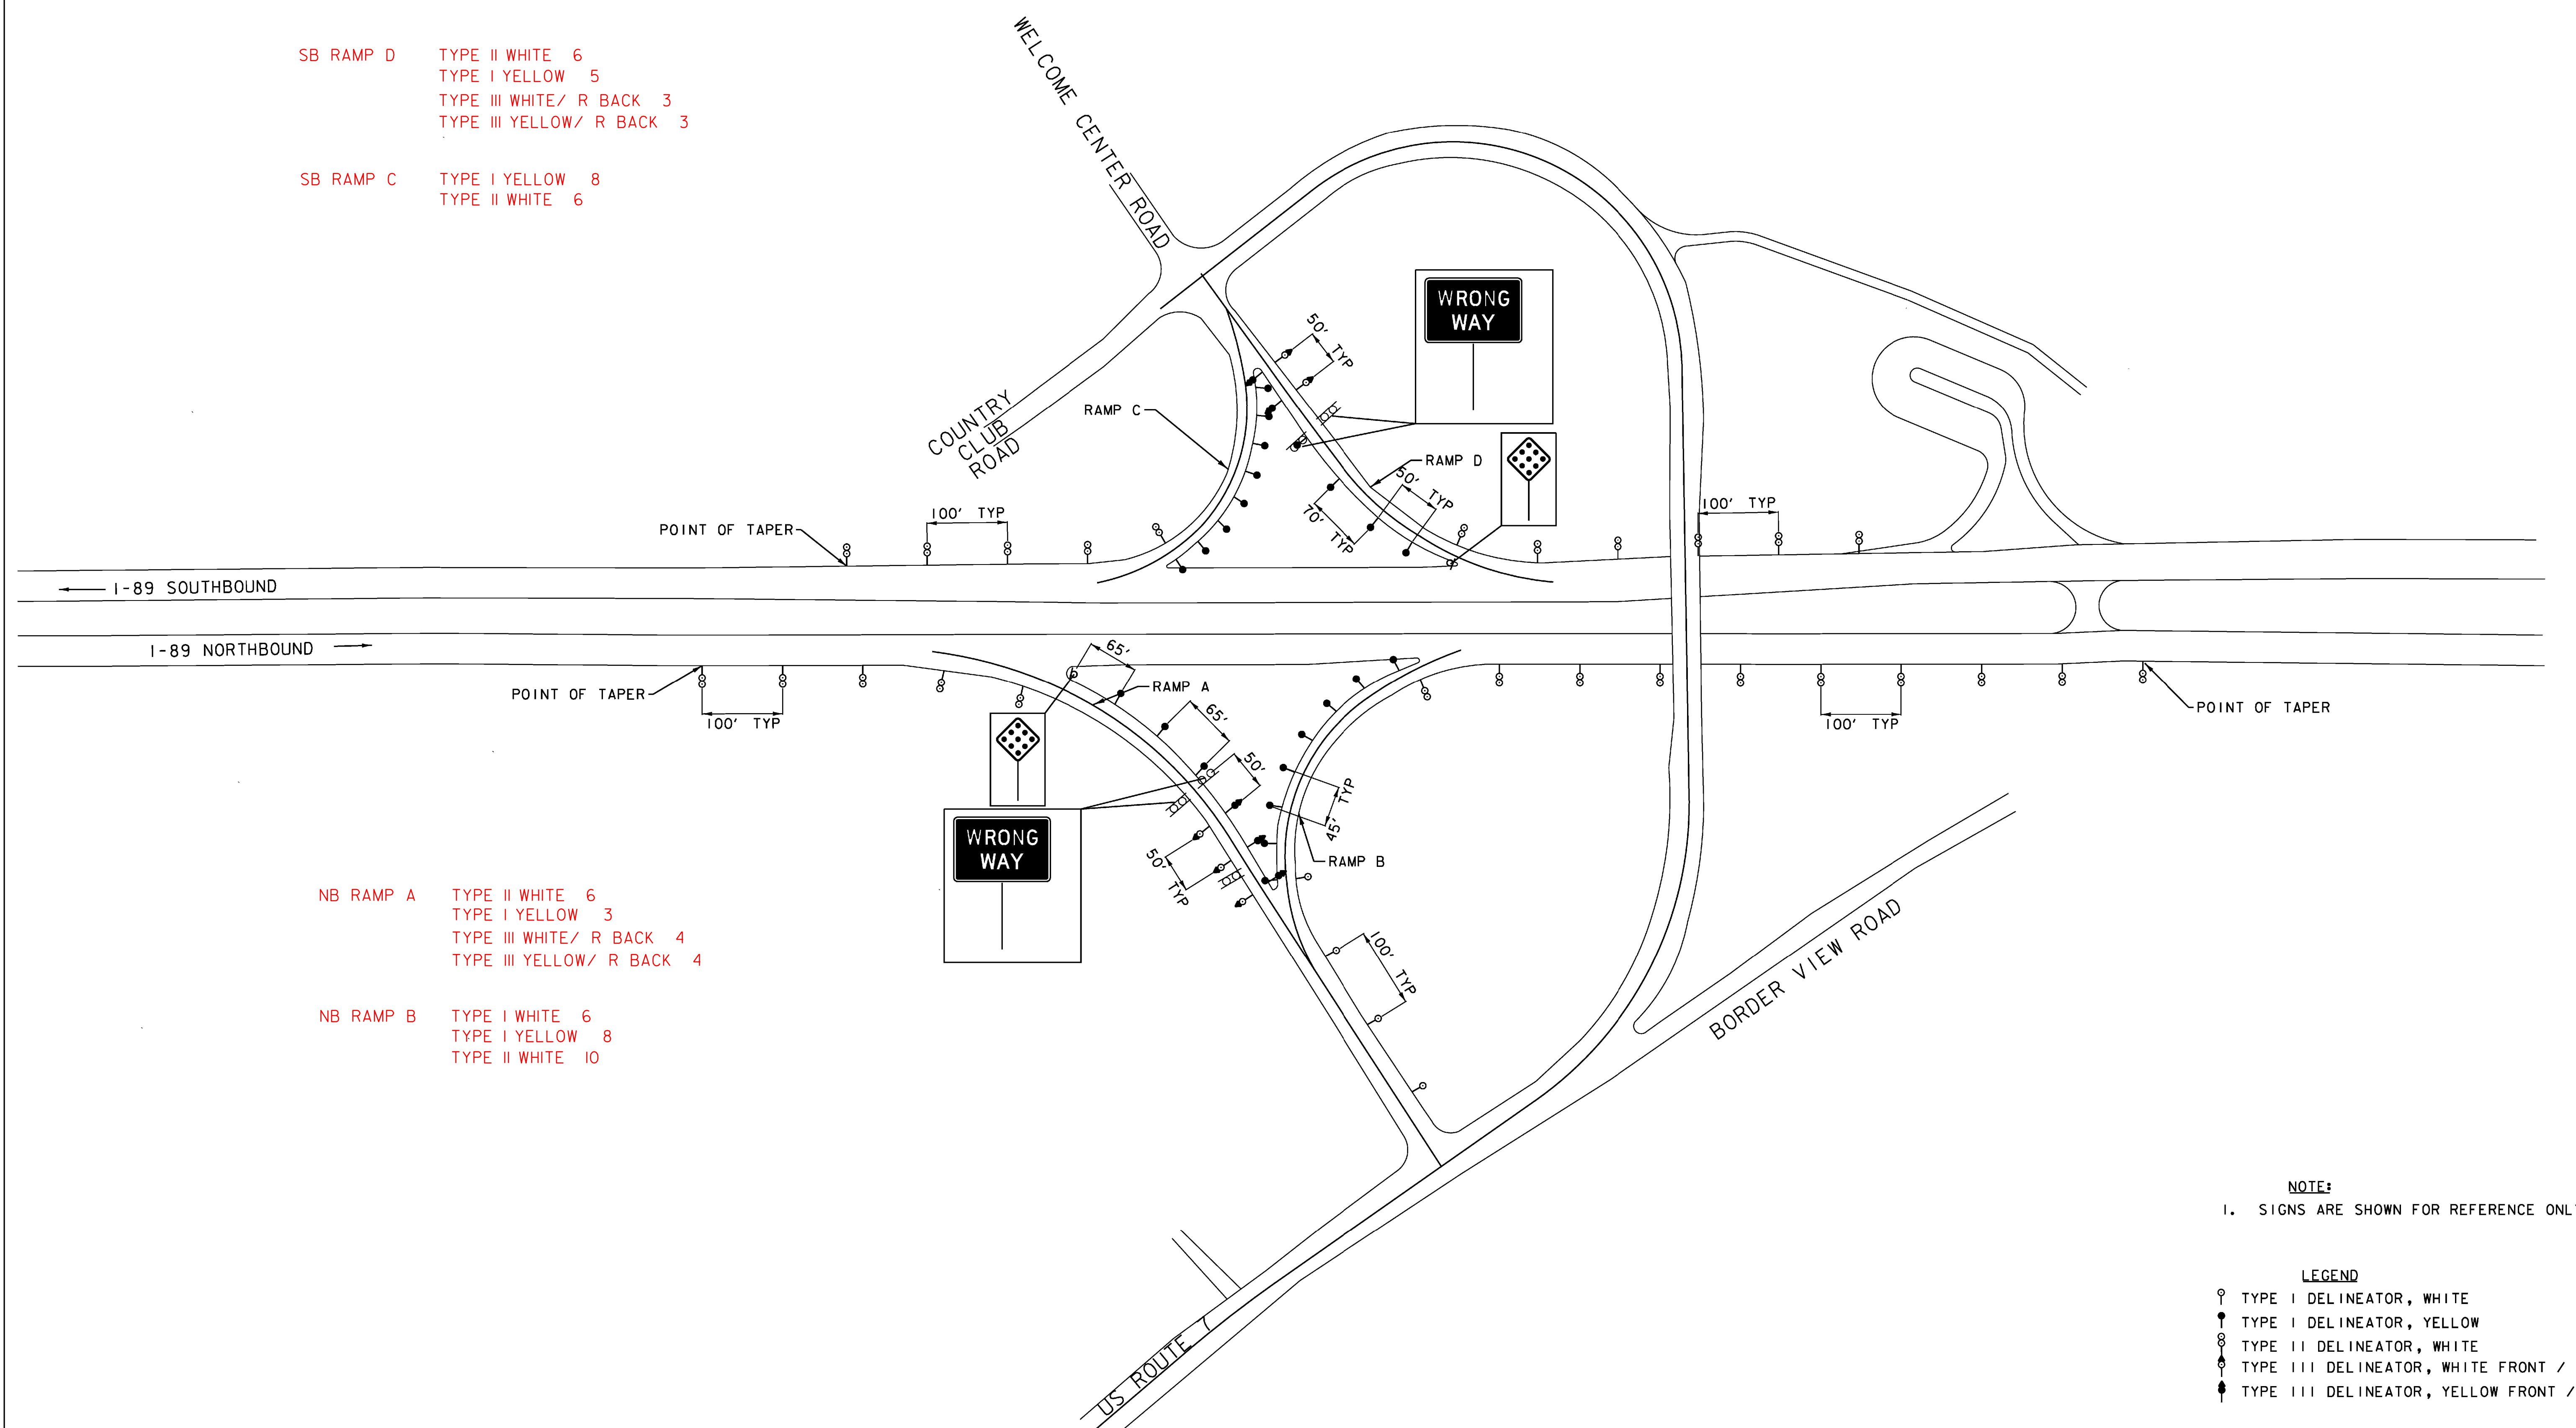 SB RAMP D TYPE II WHITE 6
TYPE I YELLOW 5
TYPE III WHITE/ R BACK 3
TYPE III YELLOW/ R BACK 3
SB RAMP C TYPE I YELLOW 8
TYPE II WHITE 6
WELCOME CENTER ROAD
COUNTRY
CLUB
ROAD
RAMP C
50' TYP
WRONG
WAY
RAMP D
50' TYP
70' TYP
POINT OF TAPER
100' TYP
100' TYP
I-89 SOUTHBOUND
I-89 NORTHBOUND
POINT OF TAPER
100' TYP
65'
RAMP A
65'
50'
WRONG
WAY
50' TYP
45' TYP
RAMP B
100' TYP
100' TYP
POINT OF TAPER
BORDER VIEW ROAD
NB RAMP A TYPE II WHITE 6
TYPE I YELLOW 3
TYPE III WHITE/ R BACK 4
TYPE III YELLOW/ R BACK 4
NB RAMP B TYPE I WHITE 6
TYPE I YELLOW 8
TYPE II WHITE 10
US ROUTE 7
NOTE:
1. SIGNS ARE SHOWN FOR REFERENCE ONL
LEGEND
TYPE I DELINEATOR, WHITE
TYPE I DELINEATOR, YELLOW
TYPE II DELINEATOR, WHITE
TYPE III DELINEATOR, WHITE FRONT /
TYPE III DELINEATOR, YELLOW FRONT /